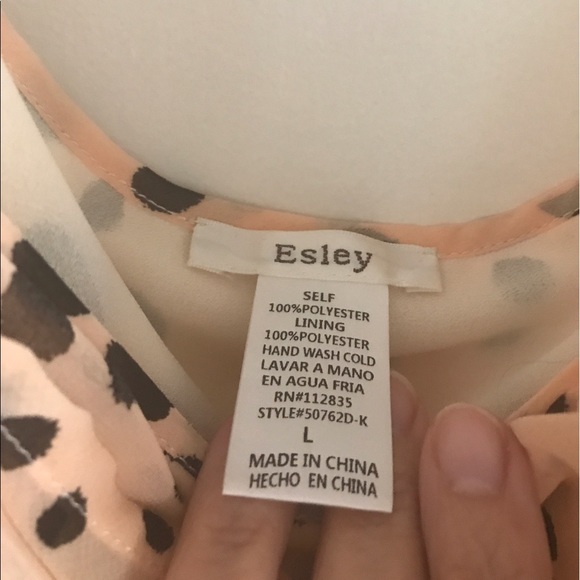 Esley
SELF
100%POLYESTER
LINING
100%POLYESTER
HAND WASH COLD
LAVAR A MANO
EN AGUA FRIA
RN#112835
STYLE#50762D-K
L
MADE IN CHINA
HECHO EN CHINA